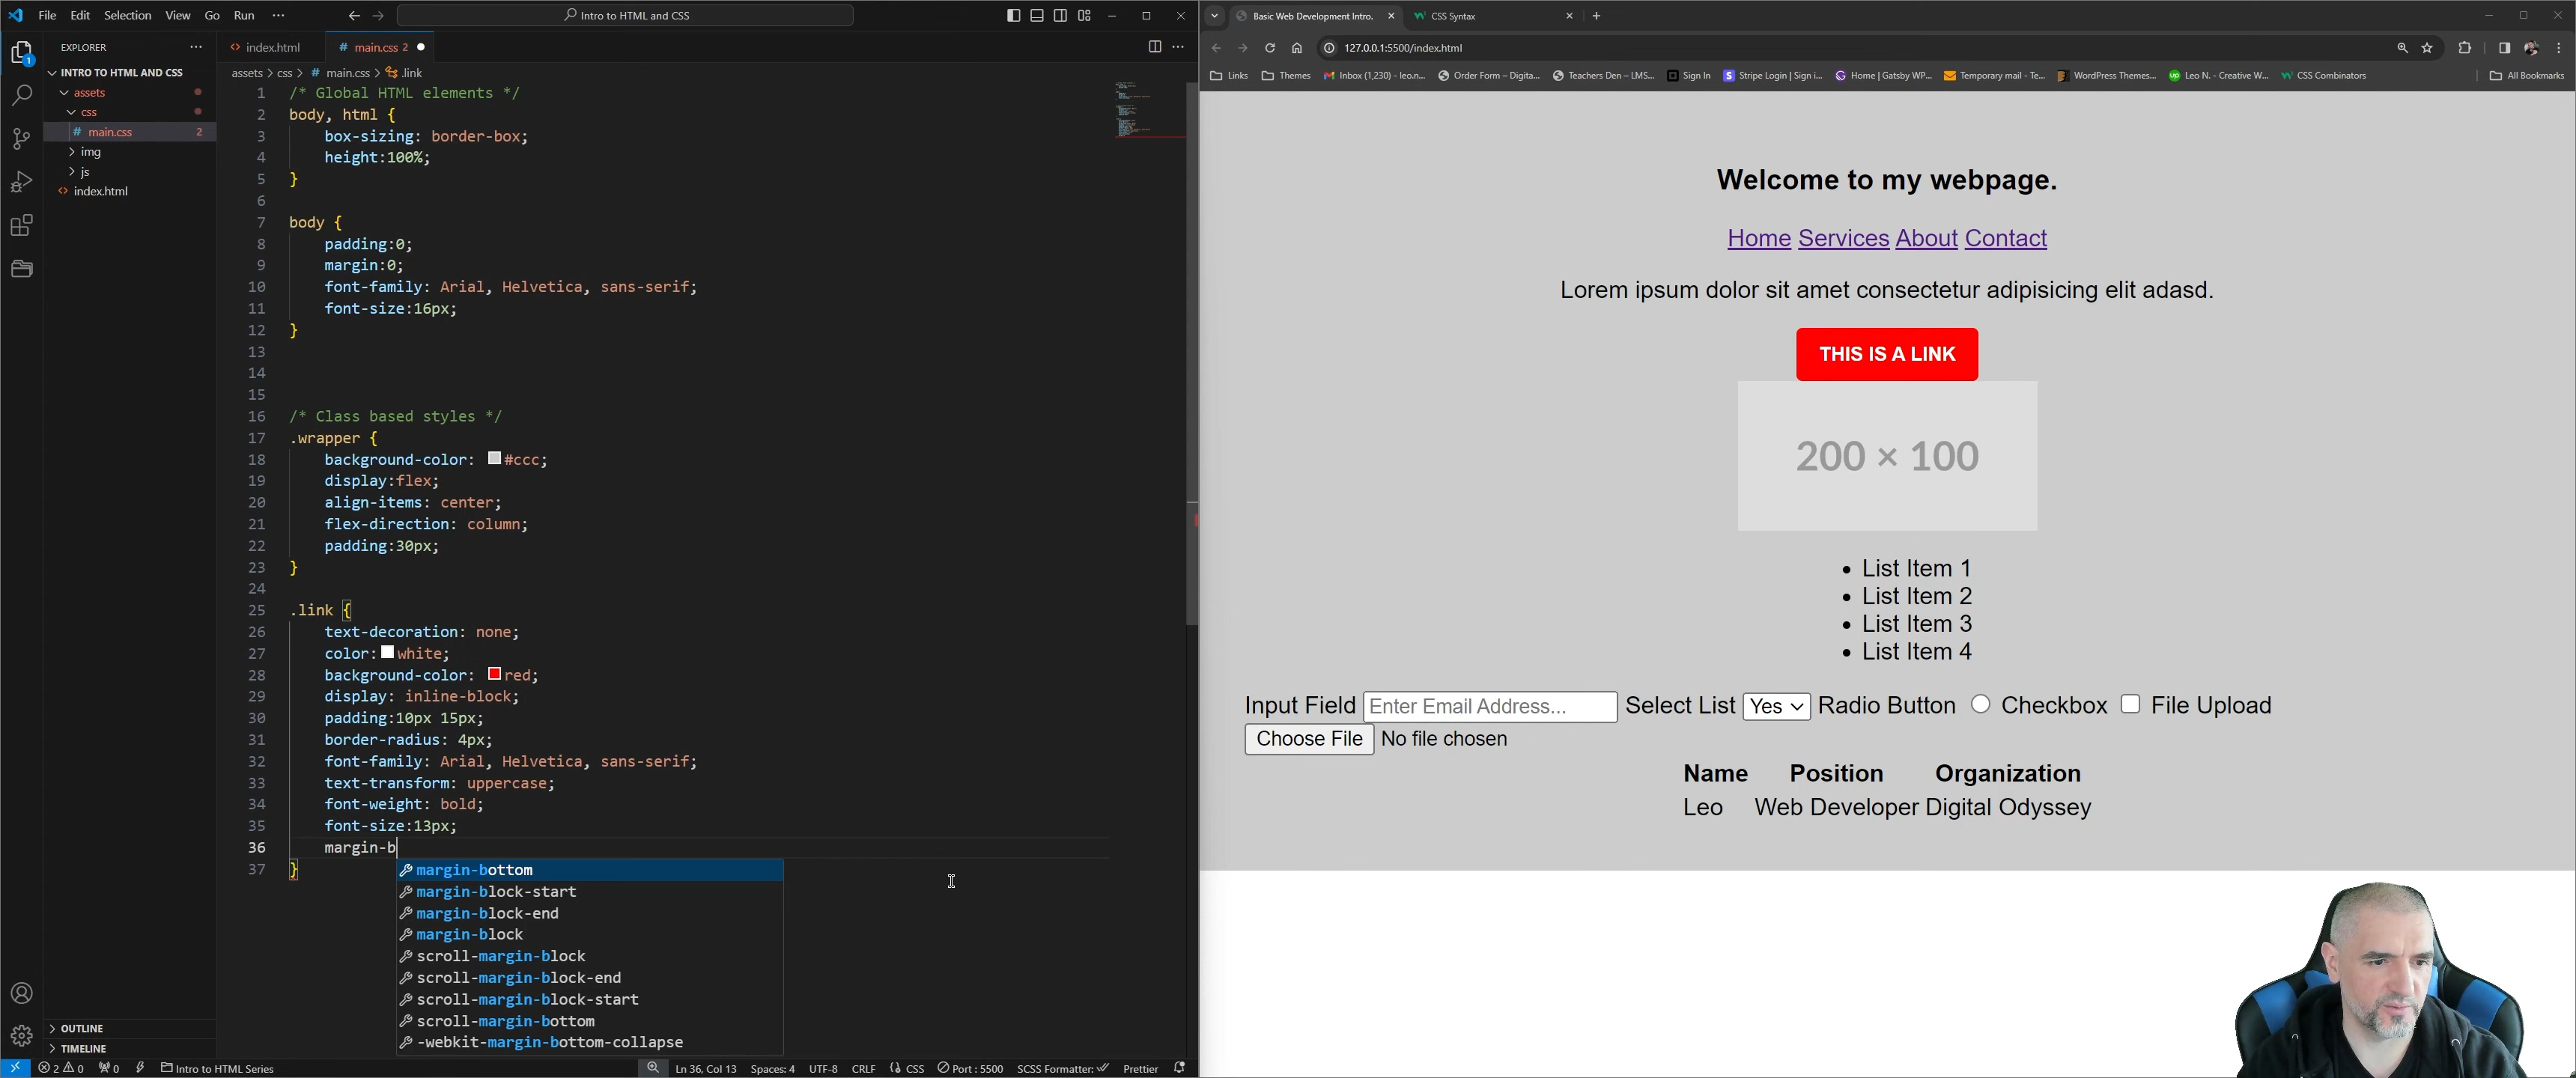 File Edit Selection View Go Run ···
Intro to HTML and CSS
EXPLORER ···
INTRO TO HTML AND CSS
assets
css
# main.css 2
img
js
<> index.html
OUTLINE
TIMELINE
<> index.html
# main.css 2
assets > css > # main.css > .link
1 /* Global HTML elements */
2 body, html {
3 box-sizing: border-box;
4 height:100%;
5 }
6
7 body {
8 padding:0;
9 margin:0;
10 font-family: Arial, Helvetica, sans-serif;
11 font-size:16px;
12 }
13
14
15
16 /* Class based styles */
17 .wrapper {
18 background-color: #ccc;
19 display:flex;
20 align-items: center;
21 flex-direction: column;
22 padding:30px;
23 }
24
25 .link {
26 text-decoration: none;
27 color: white;
28 background-color: red;
29 display: inline-block;
30 padding:10px 15px;
31 border-radius: 4px;
32 font-family: Arial, Helvetica, sans-serif;
33 text-transform: uppercase;
34 font-weight: bold;
35 font-size:13px;
36 margin-b
37 }
margin-bottom
margin-block-start
margin-block-end
margin-block
scroll-margin-block
scroll-margin-block-end
scroll-margin-block-start
scroll-margin-bottom
-webkit-margin-bottom-collapse
2 0 0 Intro to HTML Series
Ln 36, Col 13 Spaces: 4 UTF-8 CRLF {} CSS Port : 5500 SCSS Formatter: Prettier
Basic Web Development Intro.
CSS Syntax
127.0.0.1:5500/index.html
Links Themes Inbox (1,230) - leo.n... Order Form – Digita... Teachers Den – LMS... Sign In Stripe Login | Sign i... Home | Gatsby WP... Temporary mail - Te... WordPress Themes... Leo N. - Creative W... CSS Combinators All Bookmarks
Welcome to my webpage.
Home Services About Contact
Lorem ipsum dolor sit amet consectetur adipisicing elit adasd.
THIS IS A LINK
200 × 100
• List Item 1
• List Item 2
• List Item 3
• List Item 4
Input Field Enter Email Address... Select List Yes Radio Button Checkbox File Upload
Choose File No file chosen
Name Position Organization
Leo Web Developer Digital Odyssey